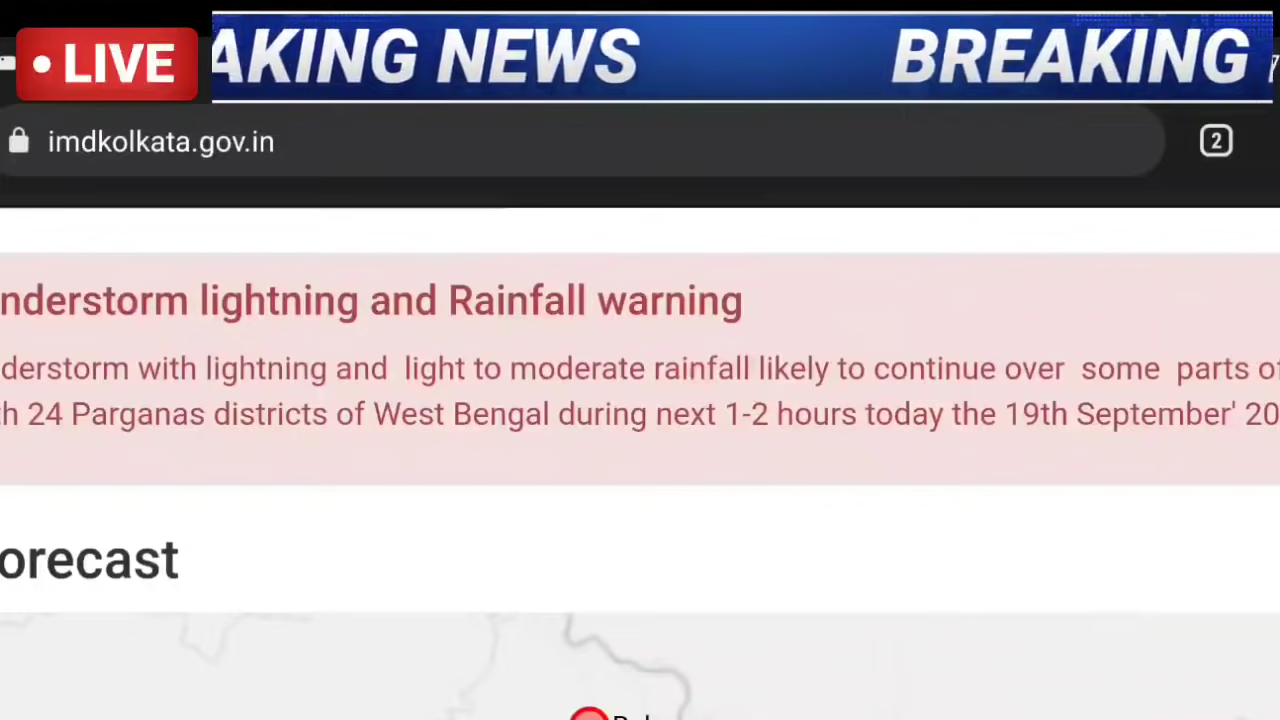 LIVE
AKING NEWS BREAKING
imdkolkata.gov.in
2
nderstorm lightning and Rainfall warning
derstorm with lightning and light to moderate rainfall likely to continue over some parts of
h 24 Parganas districts of West Bengal during next 1-2 hours today the 19th September' 20
orecast